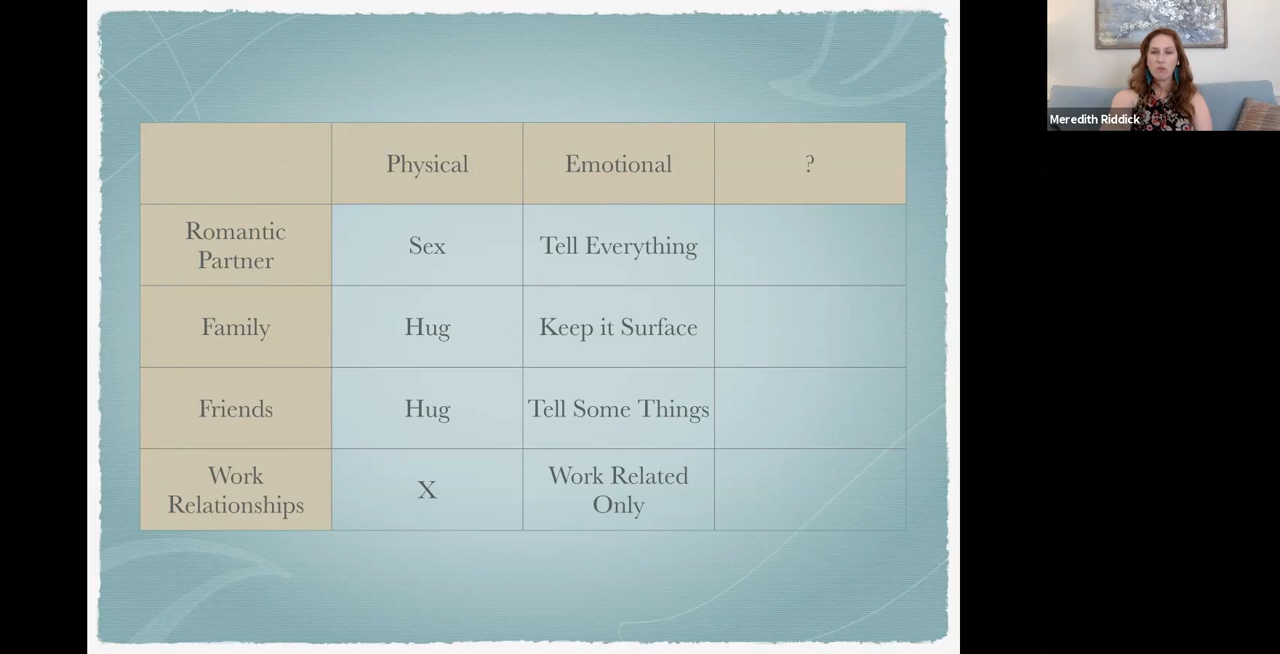 Physical
Emotional
?
Romantic
Partner
Sex
Tell Everything
Family
Hug
Keep it Surface
Friends
Hug
Tell Some Things
Work
Relationships
X
Work Related
Only
Meredith Riddick